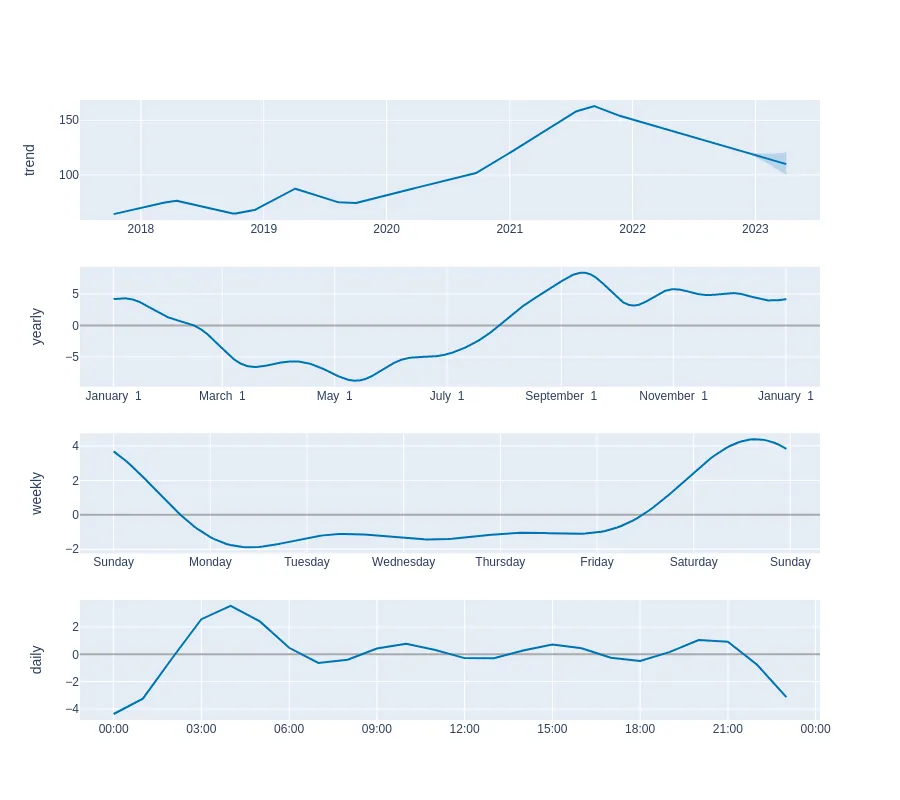 trend
150
100
2018 2019 2020 2021 2022 2023
yearly
5
0
−5
January 1 March 1 May 1 July 1 September 1 November 1 January 1
weekly
4
2
0
−2
Sunday Monday Tuesday Wednesday Thursday Friday Saturday Sunday
daily
2
0
−2
−4
00:00 03:00 06:00 09:00 12:00 15:00 18:00 21:00 00:00